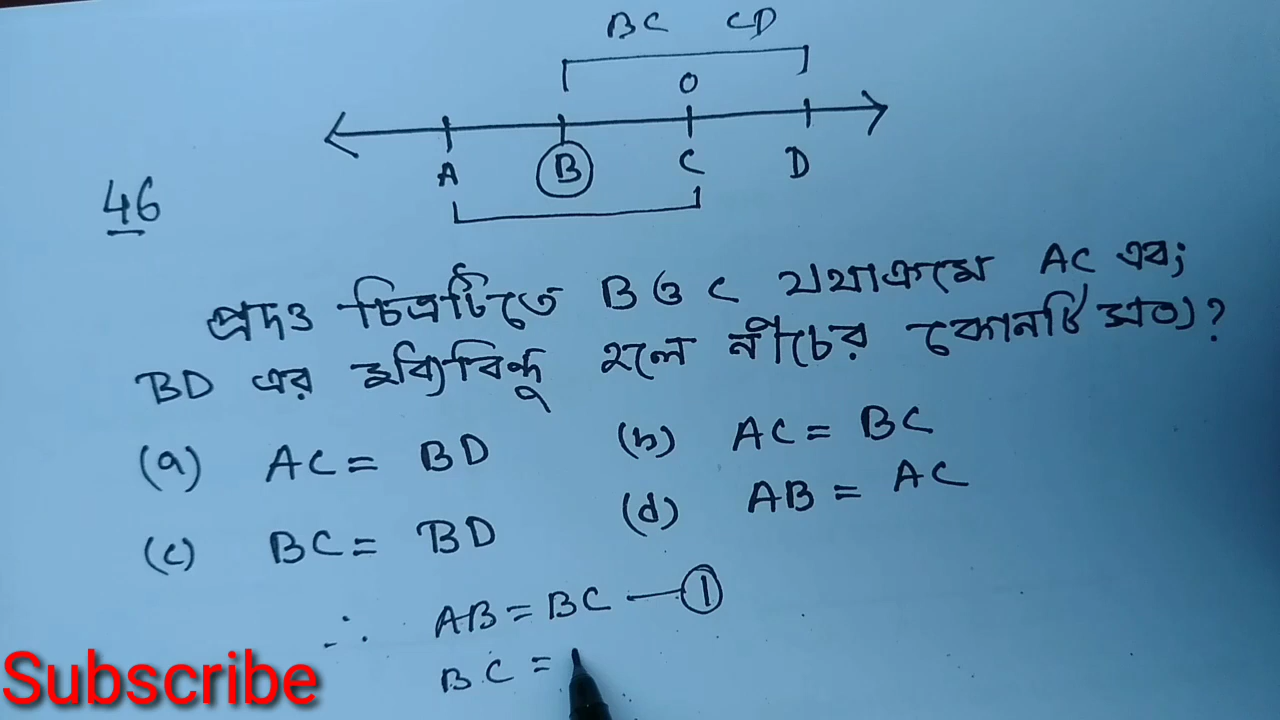 BC CD
O
A B C D
46
প্রদত্ত চিত্রটিতে B ও C যথাক্রমে AC এবং
BD এর মধ্যবিন্দু হলে নীচের কোনটি সত্য?
(a) AC = BD (b) AC = BC
(c) BC = BD (d) AB = AC
∴ AB = BC — ①
BC =
Subscribe